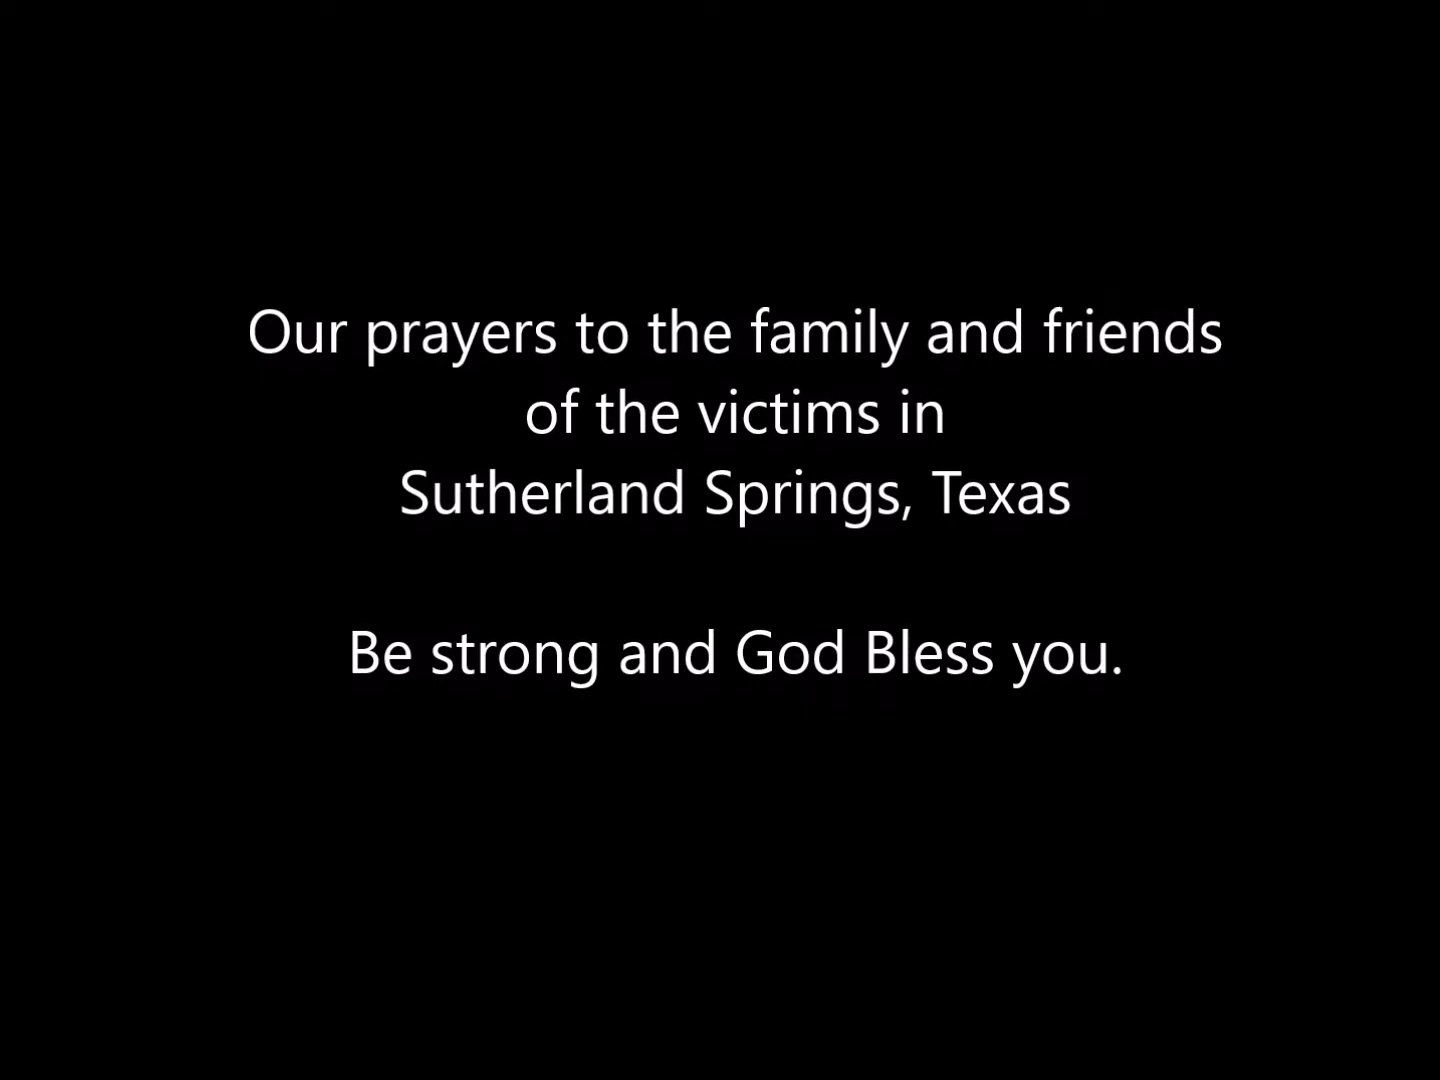 Our prayers to the family and friends
of the victims in
Sutherland Springs, Texas
Be strong and God Bless you.